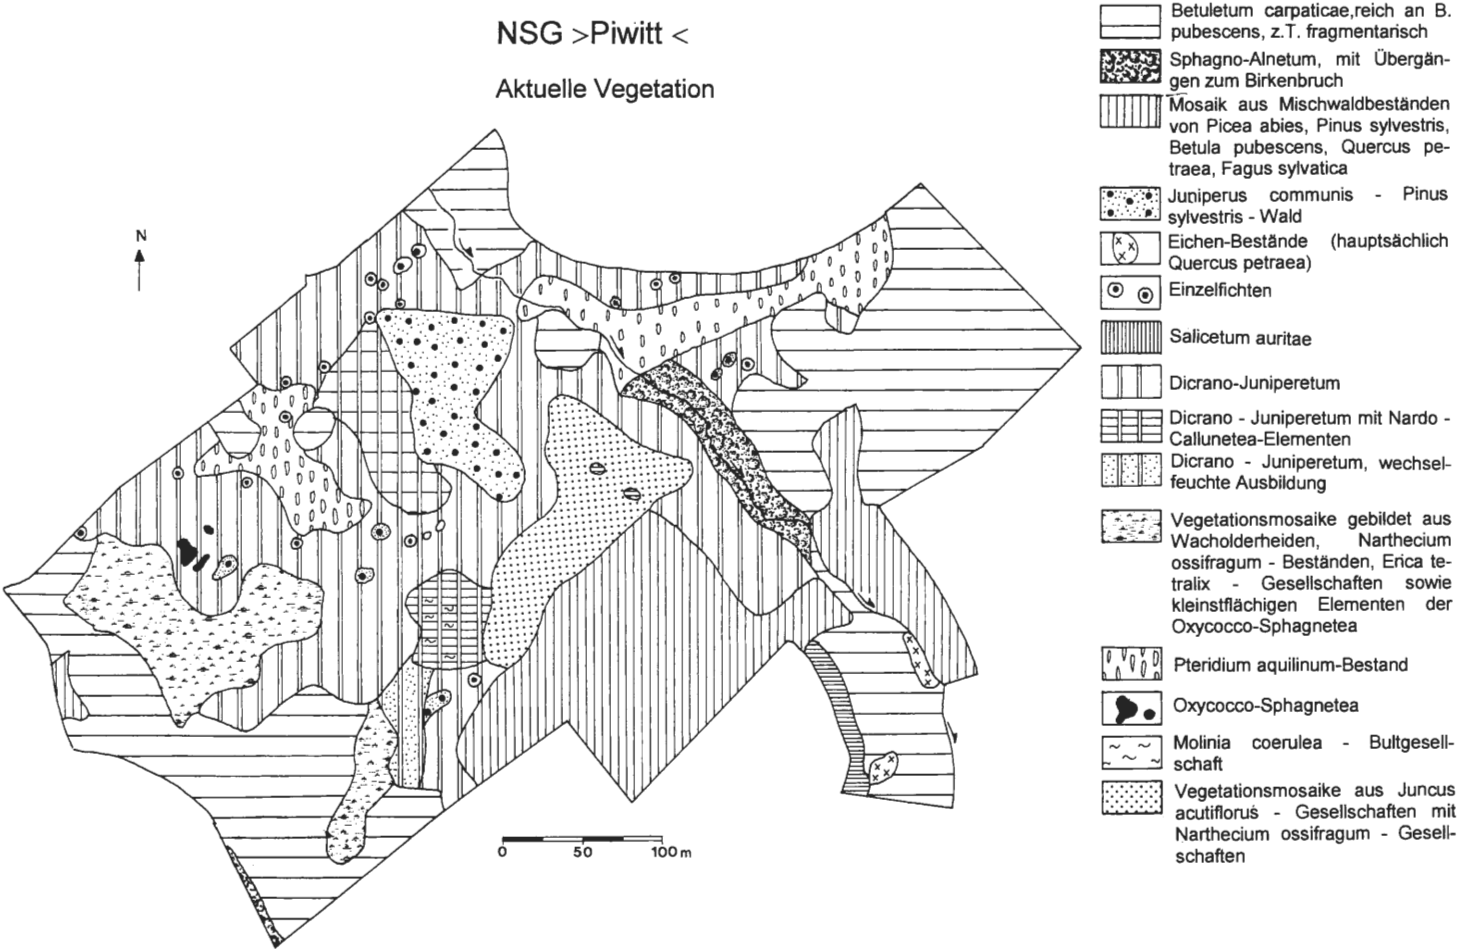 NSG >Piwitt <
Aktuelle Vegetation
N
0 50 100 m
Betuletum carpaticae,reich an B.
pubescens, z.T. fragmentarisch
Sphagno-Alnetum, mit Übergän-
gen zum Birkenbruch
Mosaik aus Mischwaldbeständen
von Picea abies, Pinus sylvestris,
Betula pubescens, Quercus pe-
traea, Fagus sylvatica
Juniperus communis - Pinus
sylvestris - Wald
Eichen-Bestände (hauptsächlich
Quercus petraea)
Einzelfichten
Salicetum auritae
Dicrano-Juniperetum
Dicrano - Juniperetum mit Nardo -
Callunetea-Elementen
Dicrano - Juniperetum, wechsel-
feuchte Ausbildung
Vegetationsmosaike gebildet aus
Wacholderheiden, Narthecium
ossifragum - Beständen, Erica te-
tralix - Gesellschaften sowie
kleinstflächigen Elementen der
Oxycocco-Sphagnetea
Pteridium aquilinum-Bestand
Oxycocco-Sphagnetea
Molinia coerulea - Bultgesell-
schaft
Vegetationsmosaike aus Juncus
acutiflorus - Gesellschaften mit
Narthecium ossifragum - Gesell-
schaften